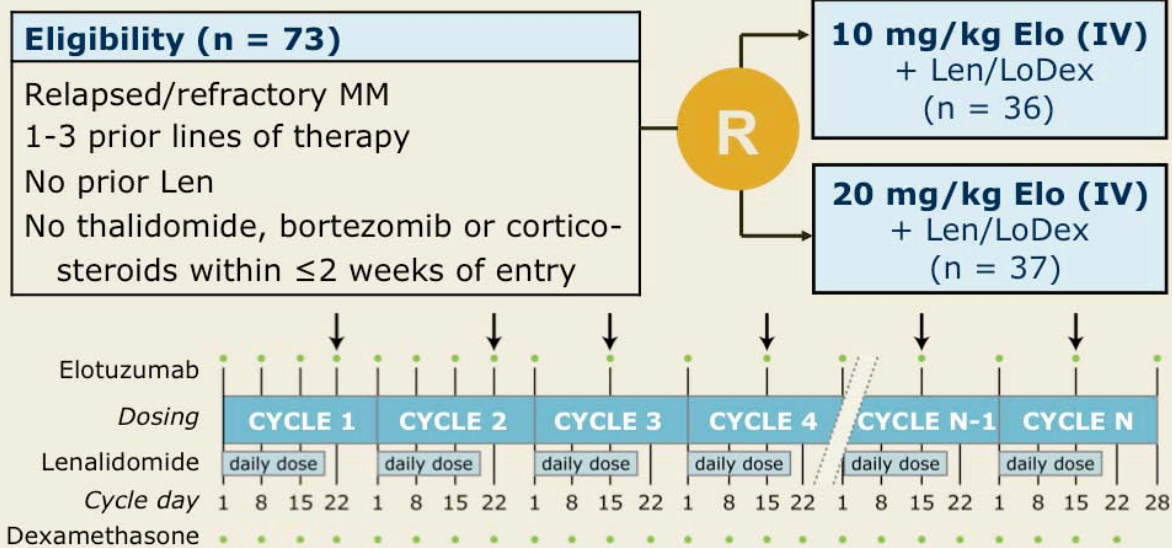 Eligibility (n = 73)
Relapsed/refractory MM
1-3 prior lines of therapy
No prior Len
No thalidomide, bortezomib or cortico-
steroids within ≤2 weeks of entry
R
10 mg/kg Elo (IV)
+ Len/LoDex
(n = 36)
20 mg/kg Elo (IV)
+ Len/LoDex
(n = 37)
Elotuzumab
Dosing CYCLE 1 CYCLE 2 CYCLE 3 CYCLE 4 CYCLE N-1 CYCLE N
Lenalidomide daily dose daily dose daily dose daily dose daily dose daily dose
Cycle day 1 8 15 22 1 8 15 22 1 8 15 22 1 8 15 22 1 8 15 22 1 8 15 22 28
Dexamethasone